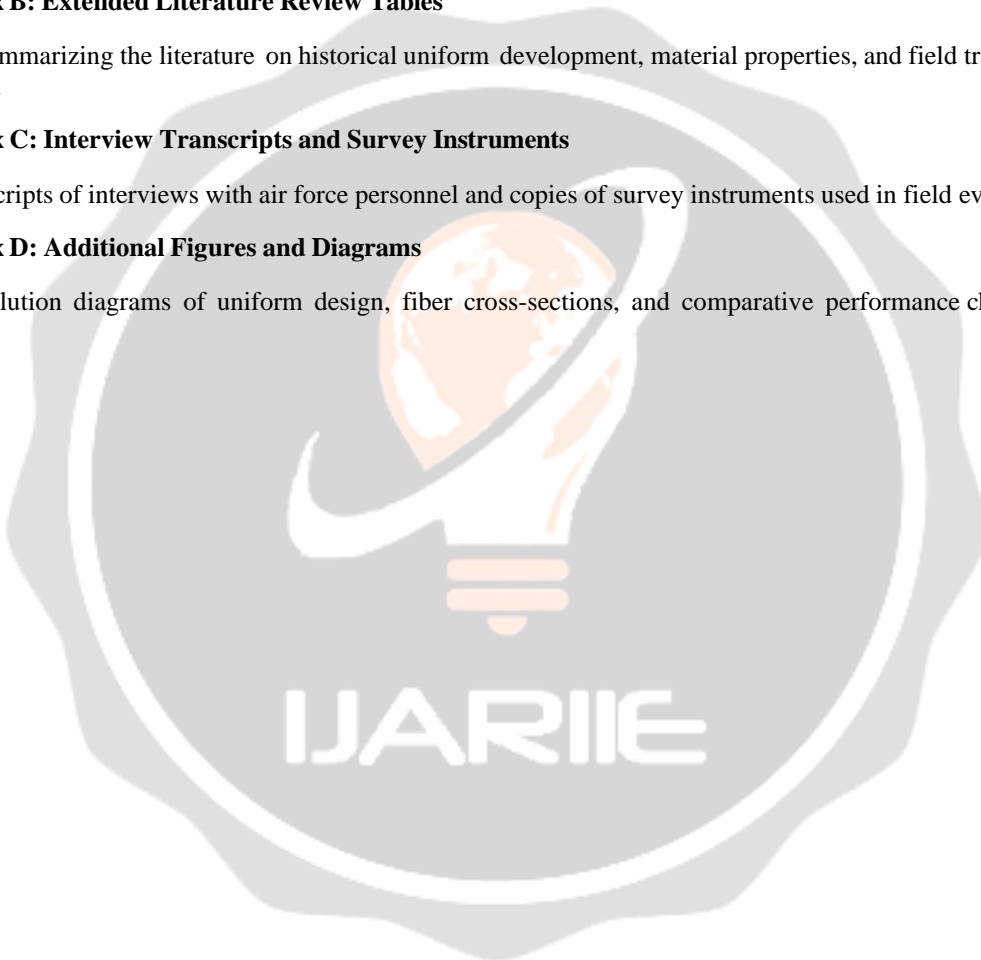 x B: Extended Literature Review Tables
mmarizing the literature on historical uniform development, material properties, and field tr
x C: Interview Transcripts and Survey Instruments
cripts of interviews with air force personnel and copies of survey instruments used in field ev
x D: Additional Figures and Diagrams
lution diagrams of uniform design, fiber cross-sections, and comparative performance c
IJARIIE